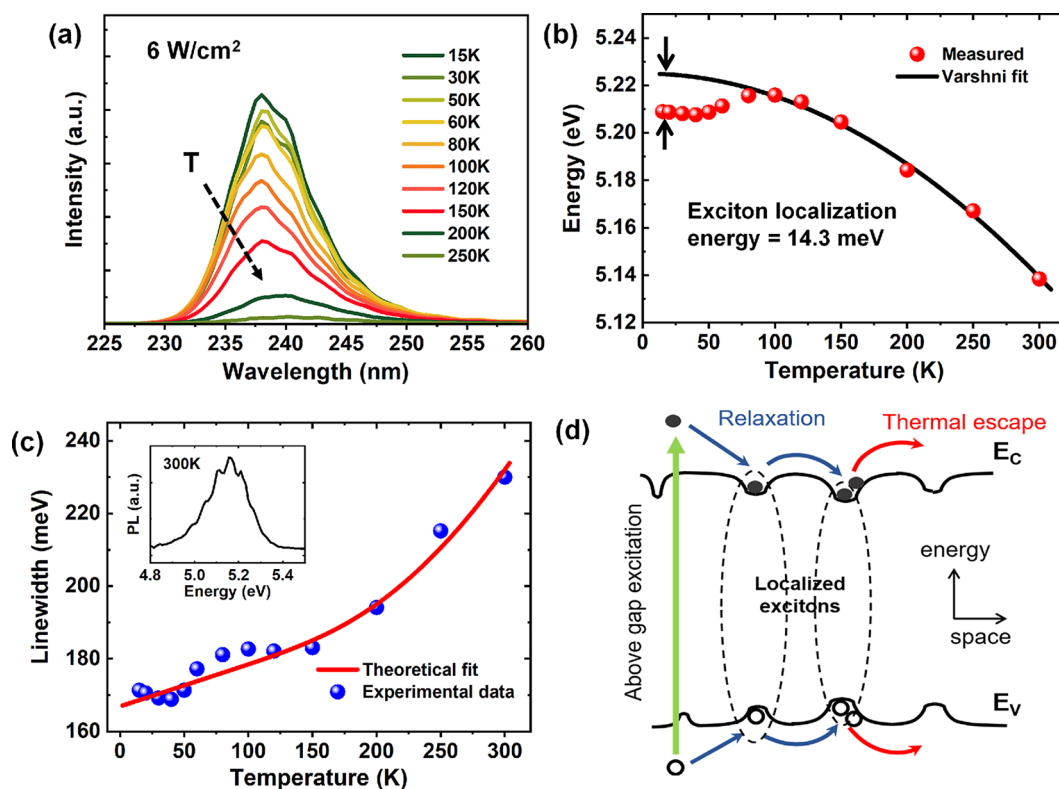 (a)
6 W/cm²
15K
30K
50K
60K
80K
100K
120K
150K
200K
250K
T
Intensity (a.u.)
225 230 235 240 245 250 255 260
Wavelength (nm)
(b)
5.24
5.22
5.20
5.18
5.16
5.14
5.12
Energy (eV)
Measured
Varshni fit
Exciton localization
energy = 14.3 meV
0 50 100 150 200 250 300
Temperature (K)
(c)
240
220
200
180
160
Linewidth (meV)
300K
PL (a.u.)
4.8 5.0 5.2 5.4
Energy (eV)
Theoretical fit
Experimental data
0 50 100 150 200 250 300
Temperature (K)
(d)
Relaxation
Thermal escape
E_C
Above gap excitation
Localized
excitons
energy
space
E_V